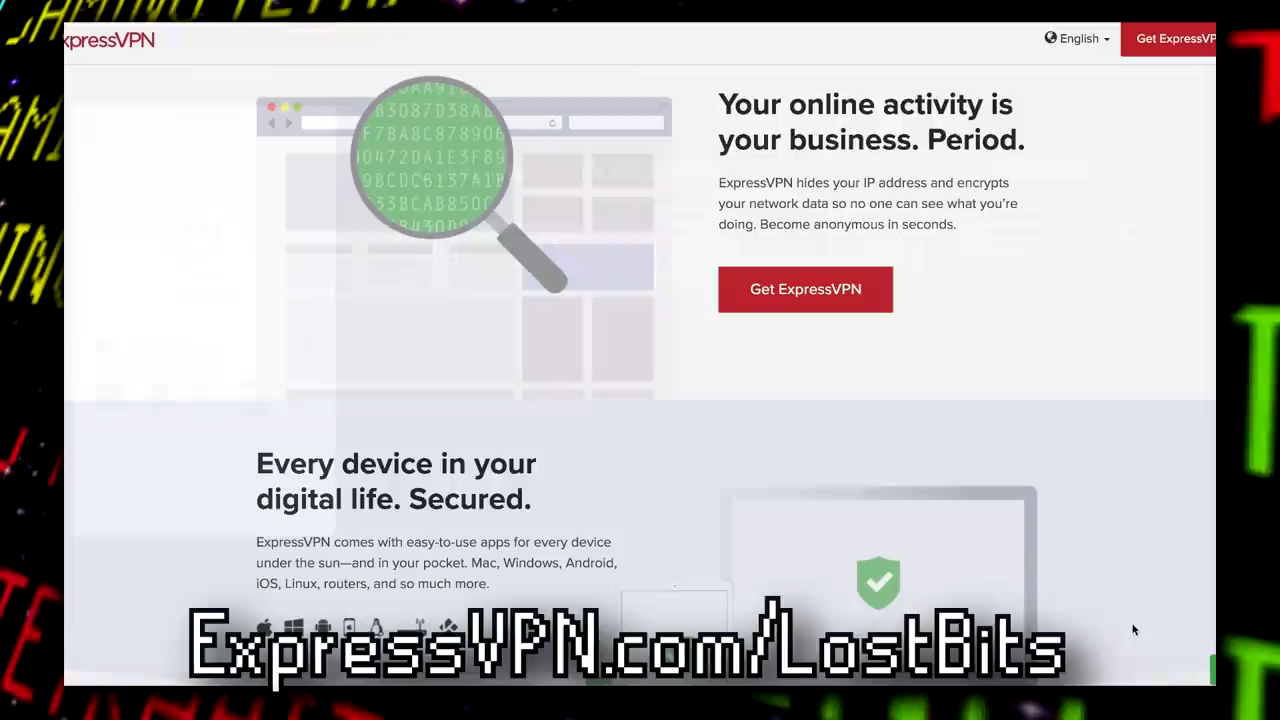 xpressVPN
English
Get ExpressVP
Your online activity is
your business. Period.
ExpressVPN hides your IP address and encrypts
your network data so no one can see what you're
doing. Become anonymous in seconds.
Get ExpressVPN
Every device in your
digital life. Secured.
ExpressVPN comes with easy-to-use apps for every device
under the sun—and in your pocket. Mac, Windows, Android,
iOS, Linux, routers, and so much more.
ExpressVPN.com/LostBits